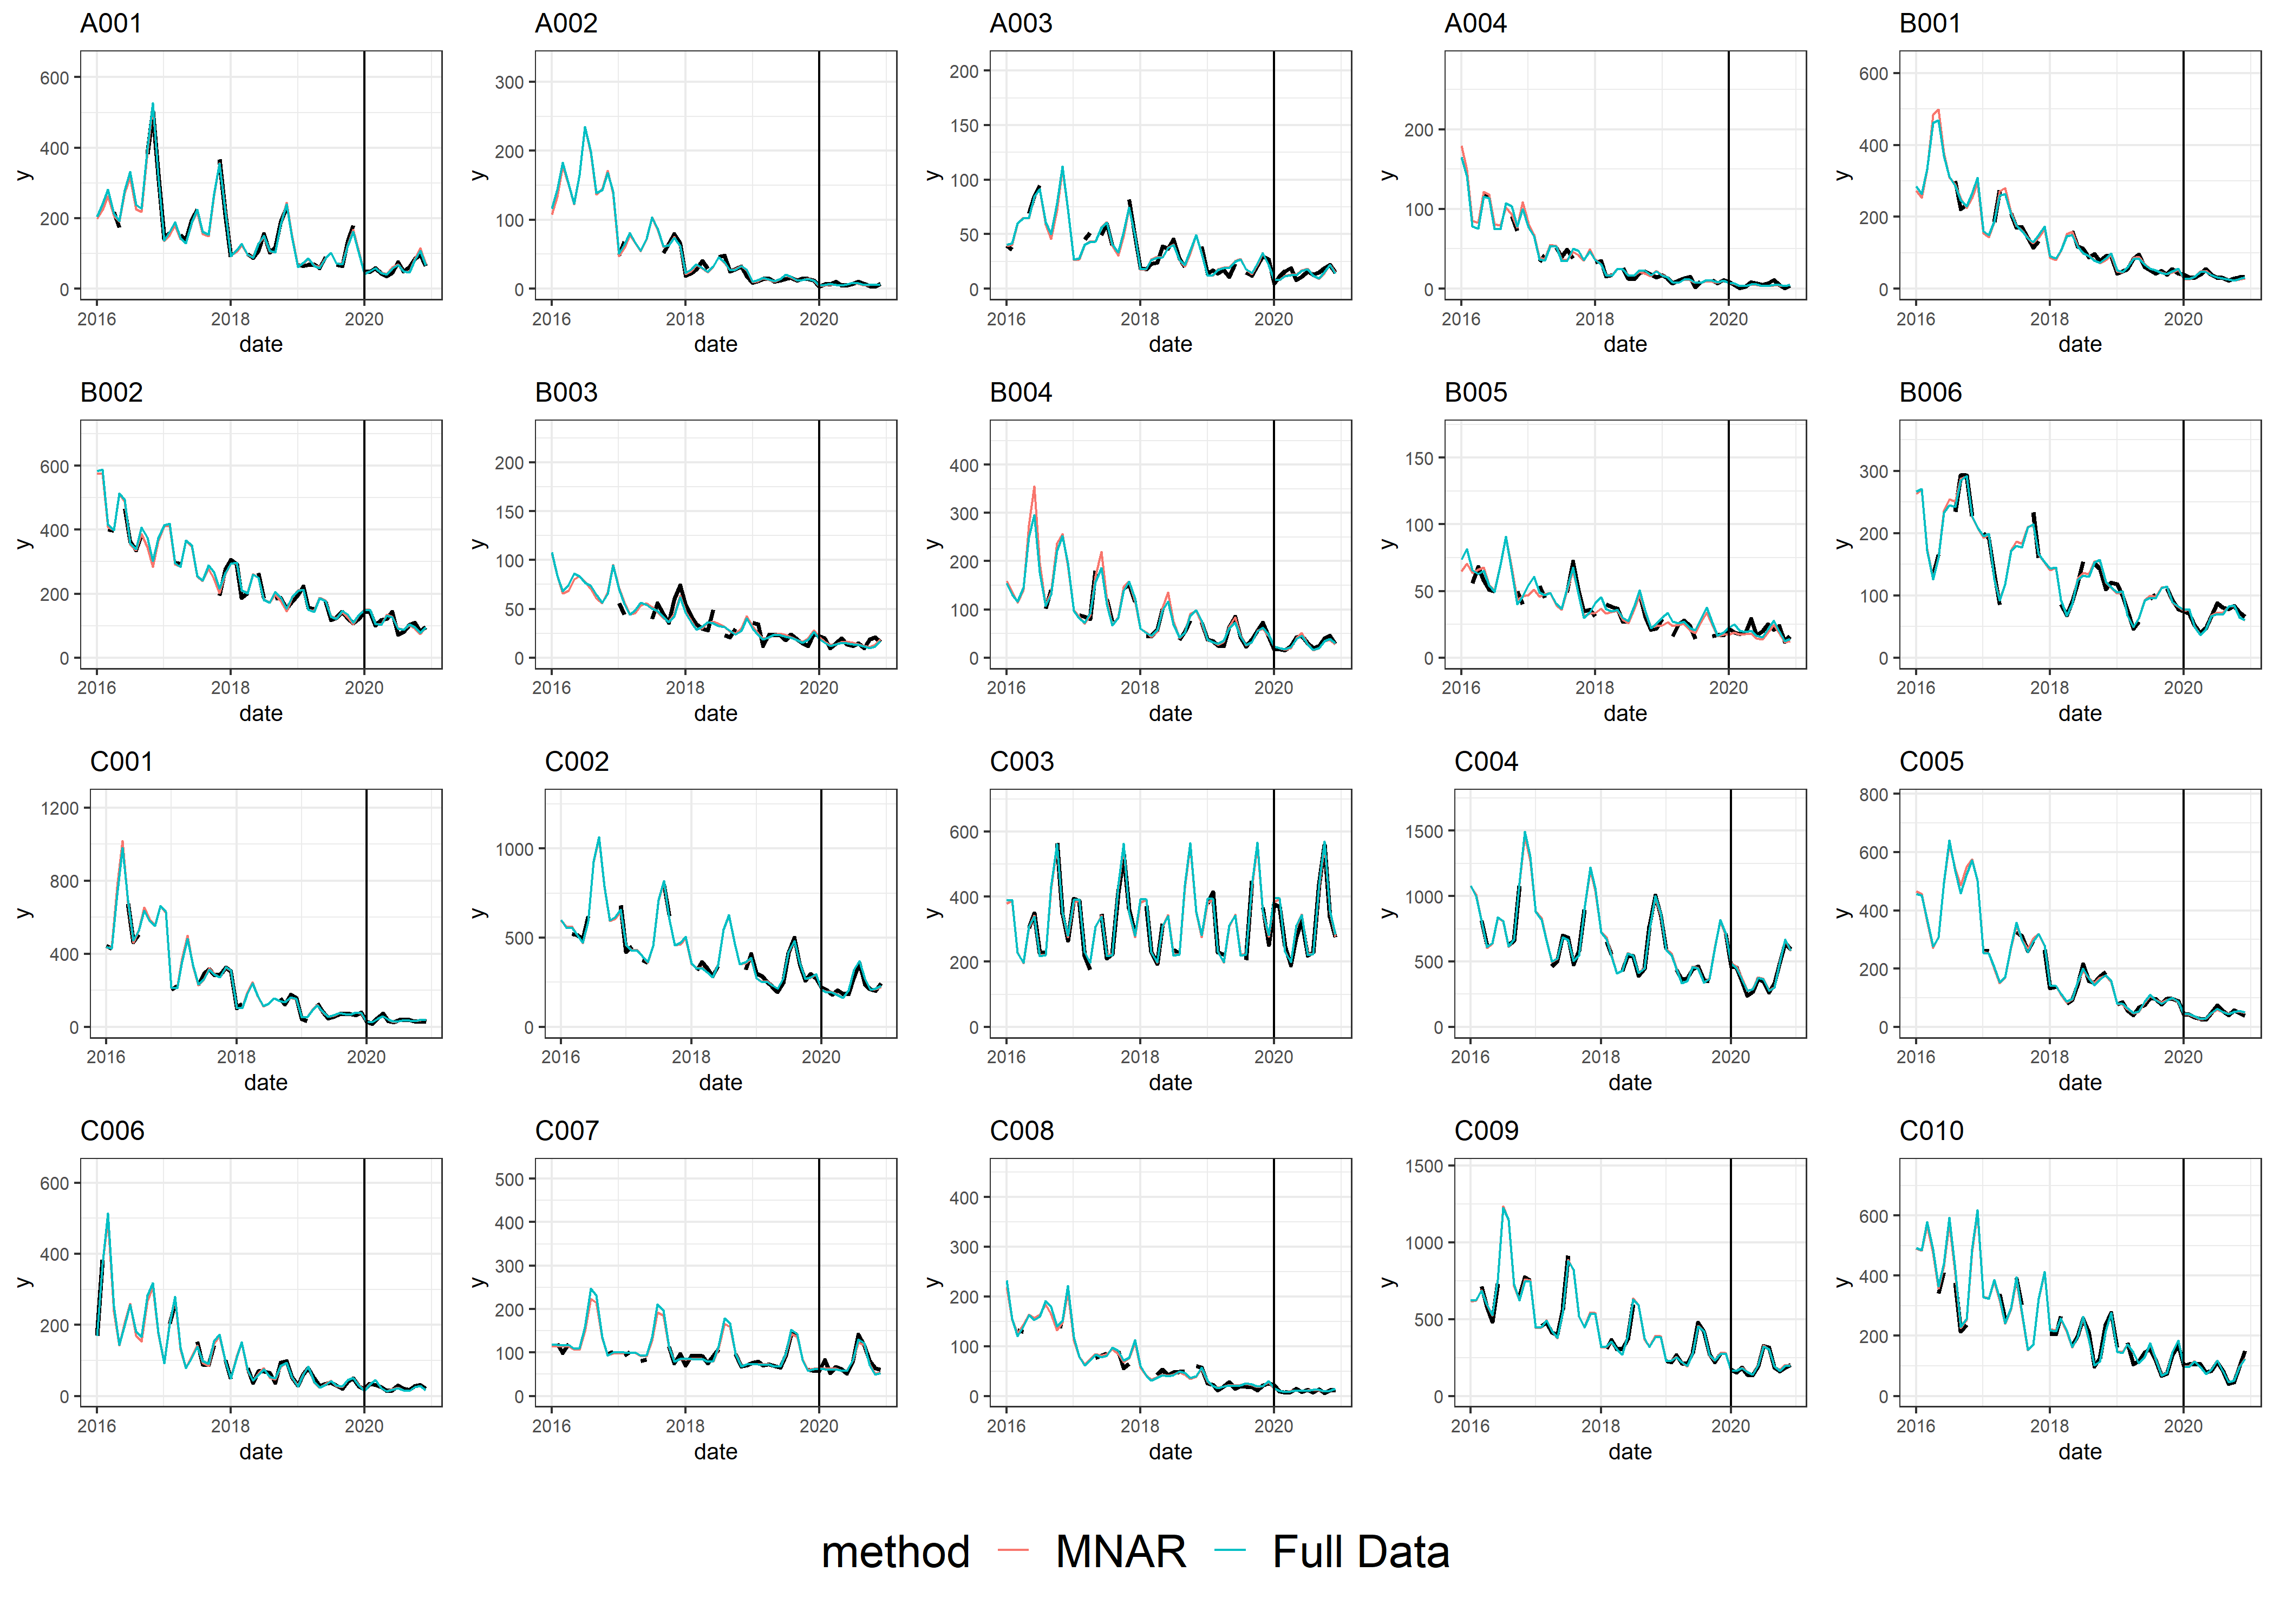 A001 A002 A003 A004 B001
600 400 200 0 y 2016 2018 2020 date
300 200 100 0 y 2016 2018 2020 date
200 150 100 50 0 y 2016 2018 2020 date
200 100 0 y 2016 2018 2020 date
600 400 200 0 y 2016 2018 2020 date
B002 B003 B004 B005 B006
600 400 200 0 y 2016 2018 2020 date
200 150 100 50 0 y 2016 2018 2020 date
400 300 200 100 0 y 2016 2018 2020 date
150 100 50 0 y 2016 2018 2020 date
300 200 100 0 y 2016 2018 2020 date
C001 C002 C003 C004 C005
1200 800 400 0 y 2016 2018 2020 date
1000 500 0 y 2016 2018 2020 date
600 400 200 0 y 2016 2018 2020 date
1500 1000 500 0 y 2016 2018 2020 date
800 600 400 200 0 y 2016 2018 2020 date
C006 C007 C008 C009 C010
600 400 200 0 y 2016 2018 2020 date
500 400 300 200 100 0 y 2016 2018 2020 date
400 300 200 100 0 y 2016 2018 2020 date
1500 1000 500 0 y 2016 2018 2020 date
600 400 200 0 y 2016 2018 2020 date
method MNAR Full Data